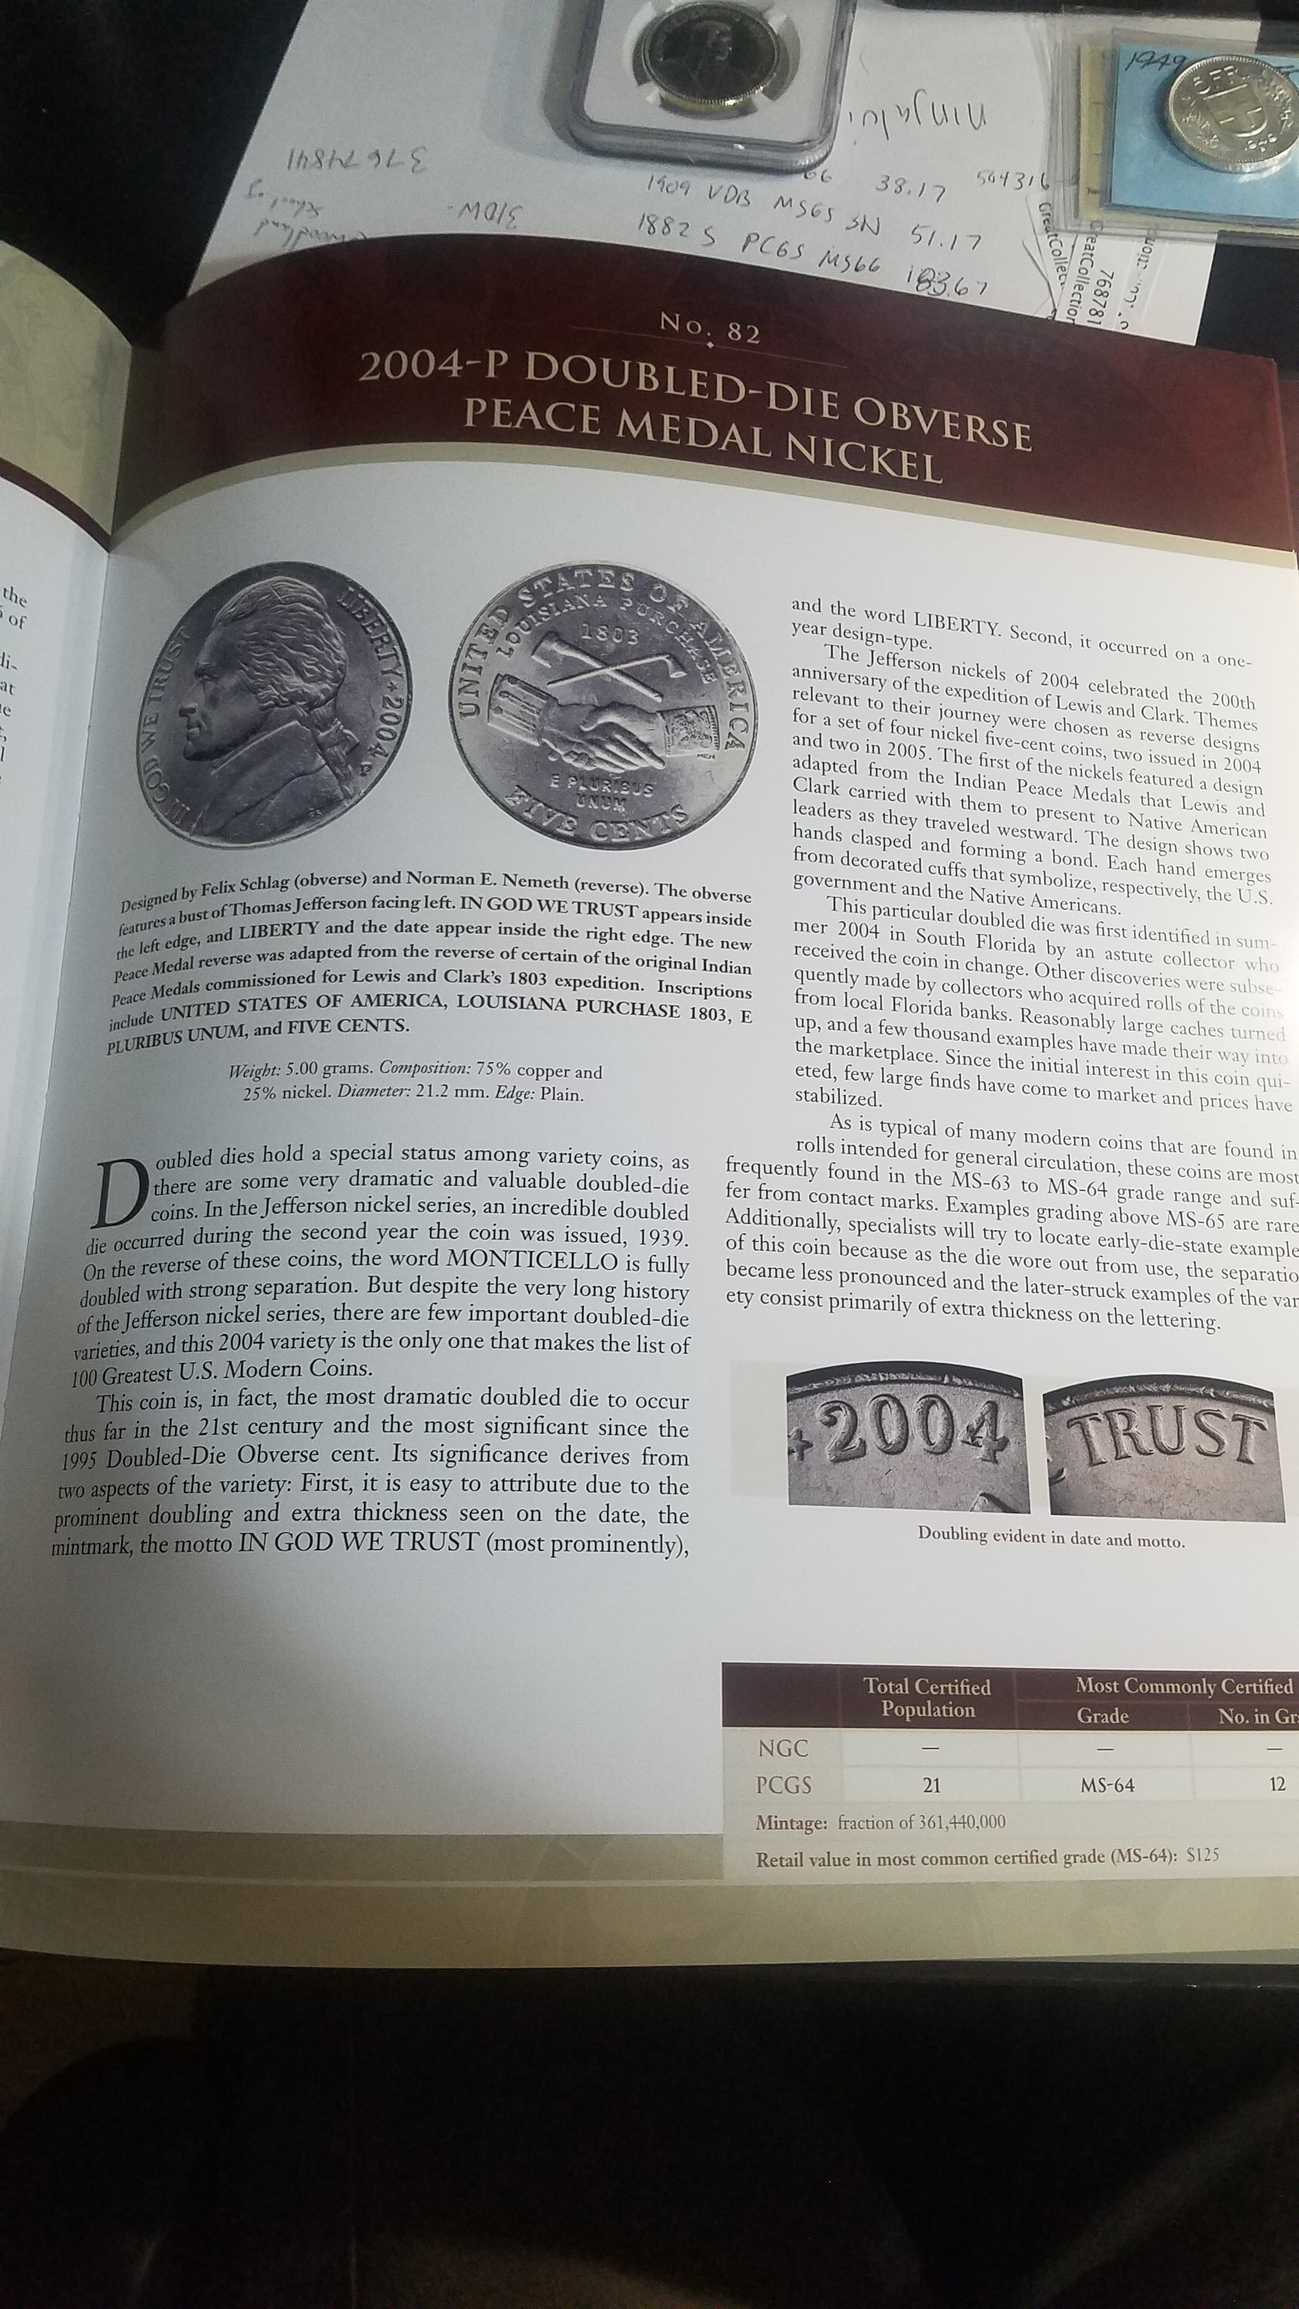 1949
5 FR
38.17
1909 VDB MS65 BN 51.17
1882 S PCGS MS66 183.67
376774841
31DW-
768781
the
of
di-
at
No. 82
2004-P DOUBLED-DIE OBVERSE
PEACE MEDAL NICKEL
IN GOD WE TRUST
LIBERTY 2004
P
UNITED STATES OF AMERICA
LOUISIANA PURCHASE
1803
E PLURIBUS
UNUM
FIVE CENTS
Designed by Felix Schlag (obverse) and Norman E. Nemeth (reverse). The obverse
features a bust of Thomas Jefferson facing left. IN GOD WE TRUST appears inside
the left edge, and LIBERTY and the date appear inside the right edge. The new
Peace Medal reverse was adapted from the reverse of certain of the original Indian
Peace Medals commissioned for Lewis and Clark's 1803 expedition. Inscriptions
include UNITED STATES OF AMERICA, LOUISIANA PURCHASE 1803, E
PLURIBUS UNUM, and FIVE CENTS.
Weight: 5.00 grams. Composition: 75% copper and
25% nickel. Diameter: 21.2 mm. Edge: Plain.
Doubled dies hold a special status among variety coins, as
there are some very dramatic and valuable doubled-die
coins. In the Jefferson nickel series, an incredible doubled
die occurred during the second year the coin was issued, 1939.
On the reverse of these coins, the word MONTICELLO is fully
doubled with strong separation. But despite the very long history
of the Jefferson nickel series, there are few important doubled-die
varieties, and this 2004 variety is the only one that makes the list of
100 Greatest U.S. Modern Coins.
This coin is, in fact, the most dramatic doubled die to occur
thus far in the 21st century and the most significant since the
1995 Doubled-Die Obverse cent. Its significance derives from
two aspects of the variety: First, it is easy to attribute due to the
prominent doubling and extra thickness seen on the date, the
mintmark, the motto IN GOD WE TRUST (most prominently),
and the word LIBERTY. Second, it occurred on a one-
year design-type.
The Jefferson nickels of 2004 celebrated the 200th
anniversary of the expedition of Lewis and Clark. Themes
relevant to their journey were chosen as reverse designs
for a set of four nickel five-cent coins, two issued in 2004
and two in 2005. The first of the nickels featured a design
adapted from the Indian Peace Medals that Lewis and
Clark carried with them to present to Native American
leaders as they traveled westward. The design shows two
hands clasped and forming a bond. Each hand emerges
from decorated cuffs that symbolize, respectively, the U.S.
government and the Native Americans.
This particular doubled die was first identified in sum-
mer 2004 in South Florida by an astute collector who
received the coin in change. Other discoveries were subse-
quently made by collectors who acquired rolls of the coins
from local Florida banks. Reasonably large caches turned
up, and a few thousand examples have made their way into
the marketplace. Since the initial interest in this coin qui-
eted, few large finds have come to market and prices have
stabilized.
As is typical of many modern coins that are found in
rolls intended for general circulation, these coins are most
frequently found in the MS-63 to MS-64 grade range and suf-
fer from contact marks. Examples grading above MS-65 are rare
Additionally, specialists will try to locate early-die-state example
of this coin because as the die wore out from use, the separatio
became less pronounced and the later-struck examples of the var
ety consist primarily of extra thickness on the lettering.
2004
TRUST
Doubling evident in date and motto.
Total Certified Population Most Commonly Certified
Grade No. in Gr
NGC — — —
PCGS 21 MS-64 12
Mintage: fraction of 361,440,000
Retail value in most common certified grade (MS-64): $125